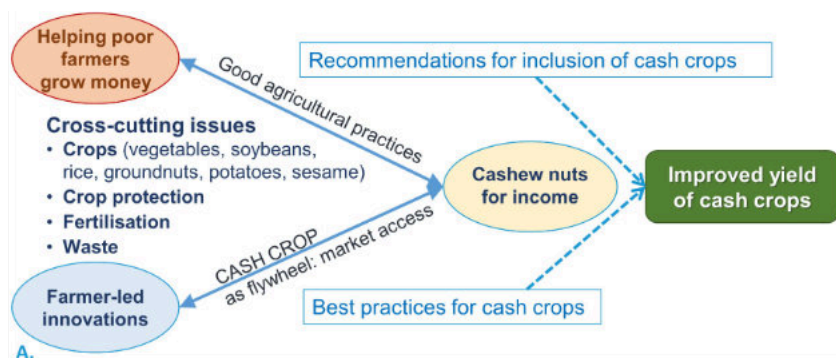 Helping poor
farmers
grow money
Good agricultural practices
Recommendations for inclusion of cash crops
Cross-cutting issues
• Crops (vegetables, soybeans,
rice, groundnuts, potatoes, sesame)
• Crop protection
• Fertilisation
• Waste
Cashew nuts
for income
Improved yield
of cash crops
CASH CROP
as flywheel: market access
Farmer-led
innovations
Best practices for cash crops
A.